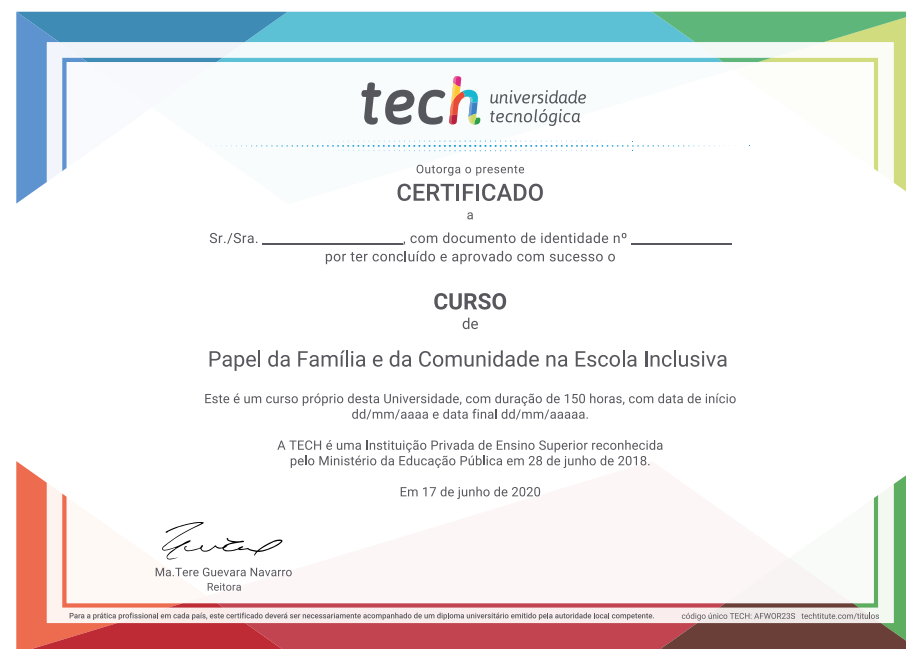 tech universidade
tecnológica
Outorga o presente
CERTIFICADO
a
Sr./Sra. ____________________, com documento de identidade nº ______________
por ter concluído e aprovado com sucesso o
CURSO
de
Papel da Família e da Comunidade na Escola Inclusiva
Este é um curso próprio desta Universidade, com duração de 150 horas, com data de início
dd/mm/aaaa e data final dd/mm/aaaaa.
A TECH é uma Instituição Privada de Ensino Superior reconhecida
pelo Ministério da Educação Pública em 28 de junho de 2018.
Em 17 de junho de 2020
Ma.Tere Guevara Navarro
Reitora
Para a prática profissional em cada país, este certificado deverá ser necessariamente acompanhado de um diploma universitário emitido pela autoridade local competente. código único TECH: AFWOR23S techtitute.com/titulos